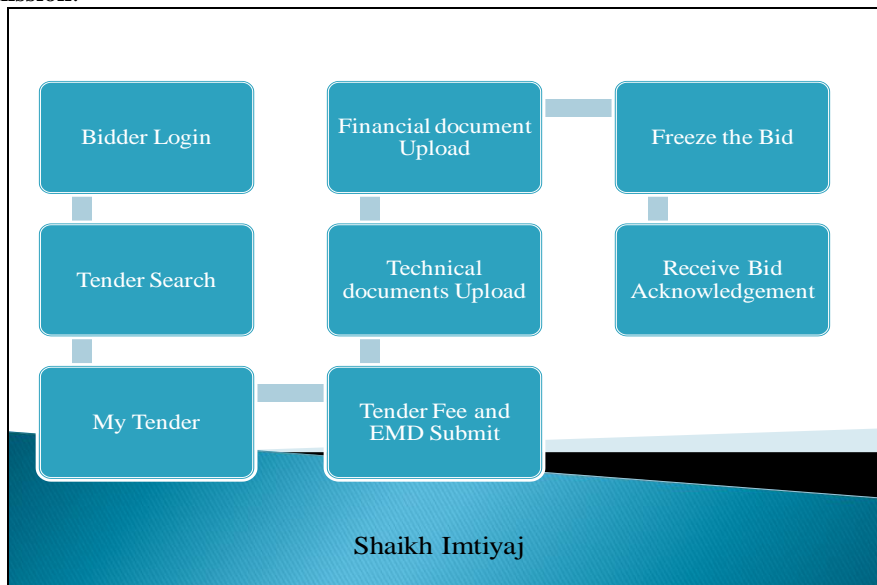 Bidder Login
Tender Search
My Tender
Tender Fee and
EMD Submit
Technical
documents Upload
Financial document
Upload
Freeze the Bid
Receive Bid
Acknowledgement
Shaikh Imtiyaj